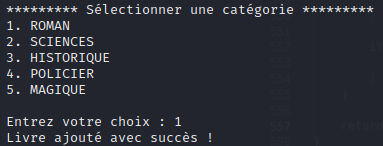 ********* Sélectionner une catégorie *********
1. ROMAN
2. SCIENCES
3. HISTORIQUE
4. POLICIER
5. MAGIQUE
Entrez votre choix : 1
Livre ajouté avec succès !